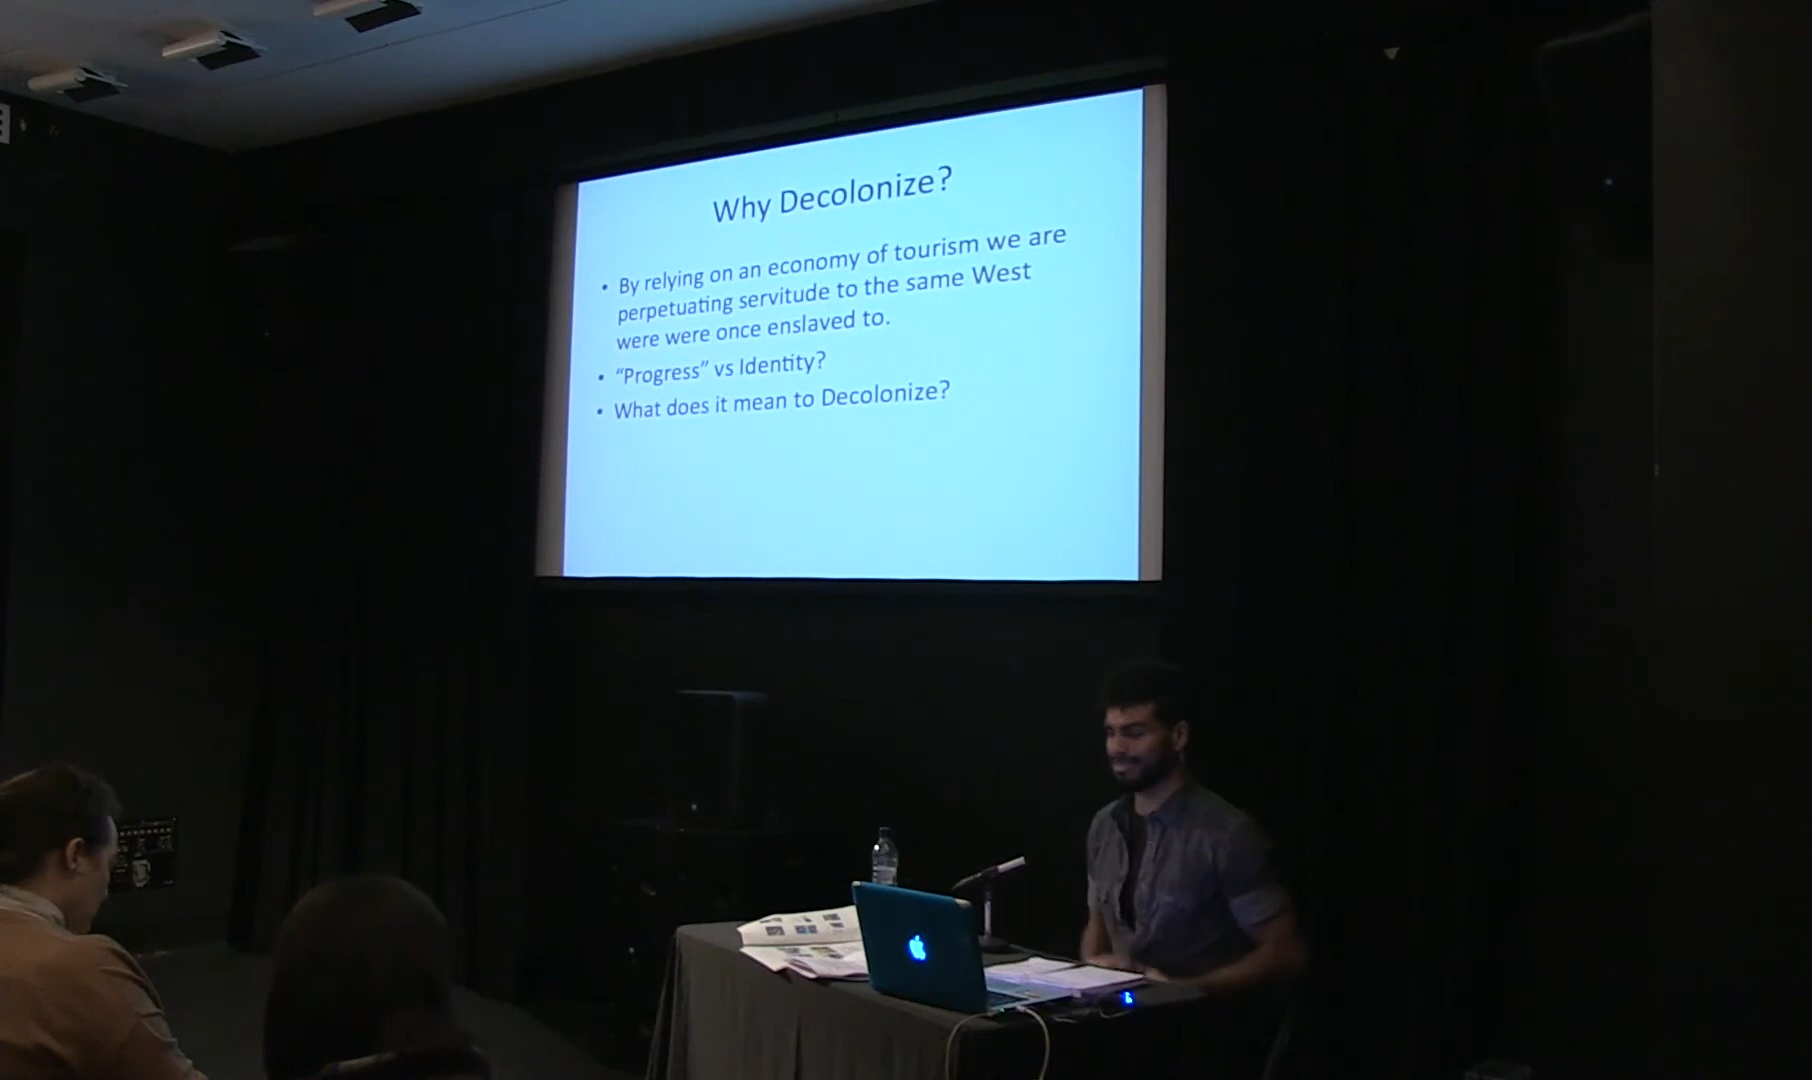 Why Decolonize?
• By relying on an economy of tourism we are
perpetuating servitude to the same West
were were once enslaved to.
• “Progress” vs Identity?
• What does it mean to Decolonize?